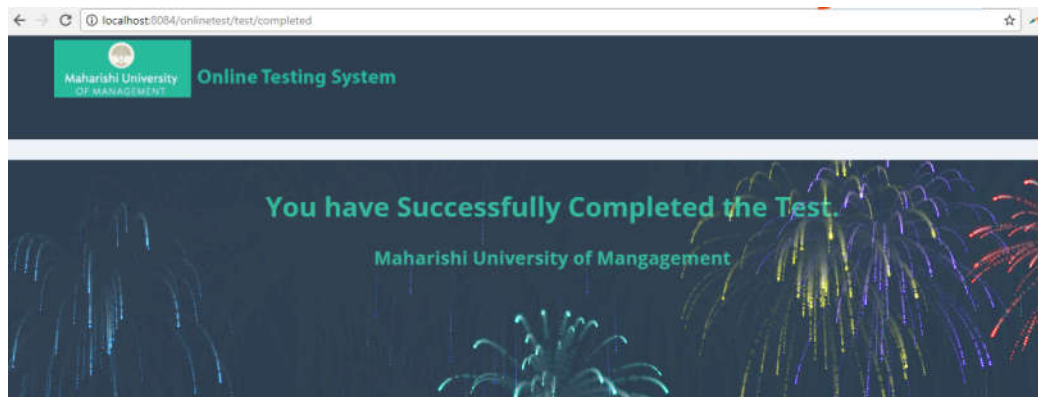 localhost:8084/onlinetest/test/completed
Maharishi University
OF MANAGEMENT
Online Testing System
You have Successfully Completed the Test.
Maharishi University of Mangagement